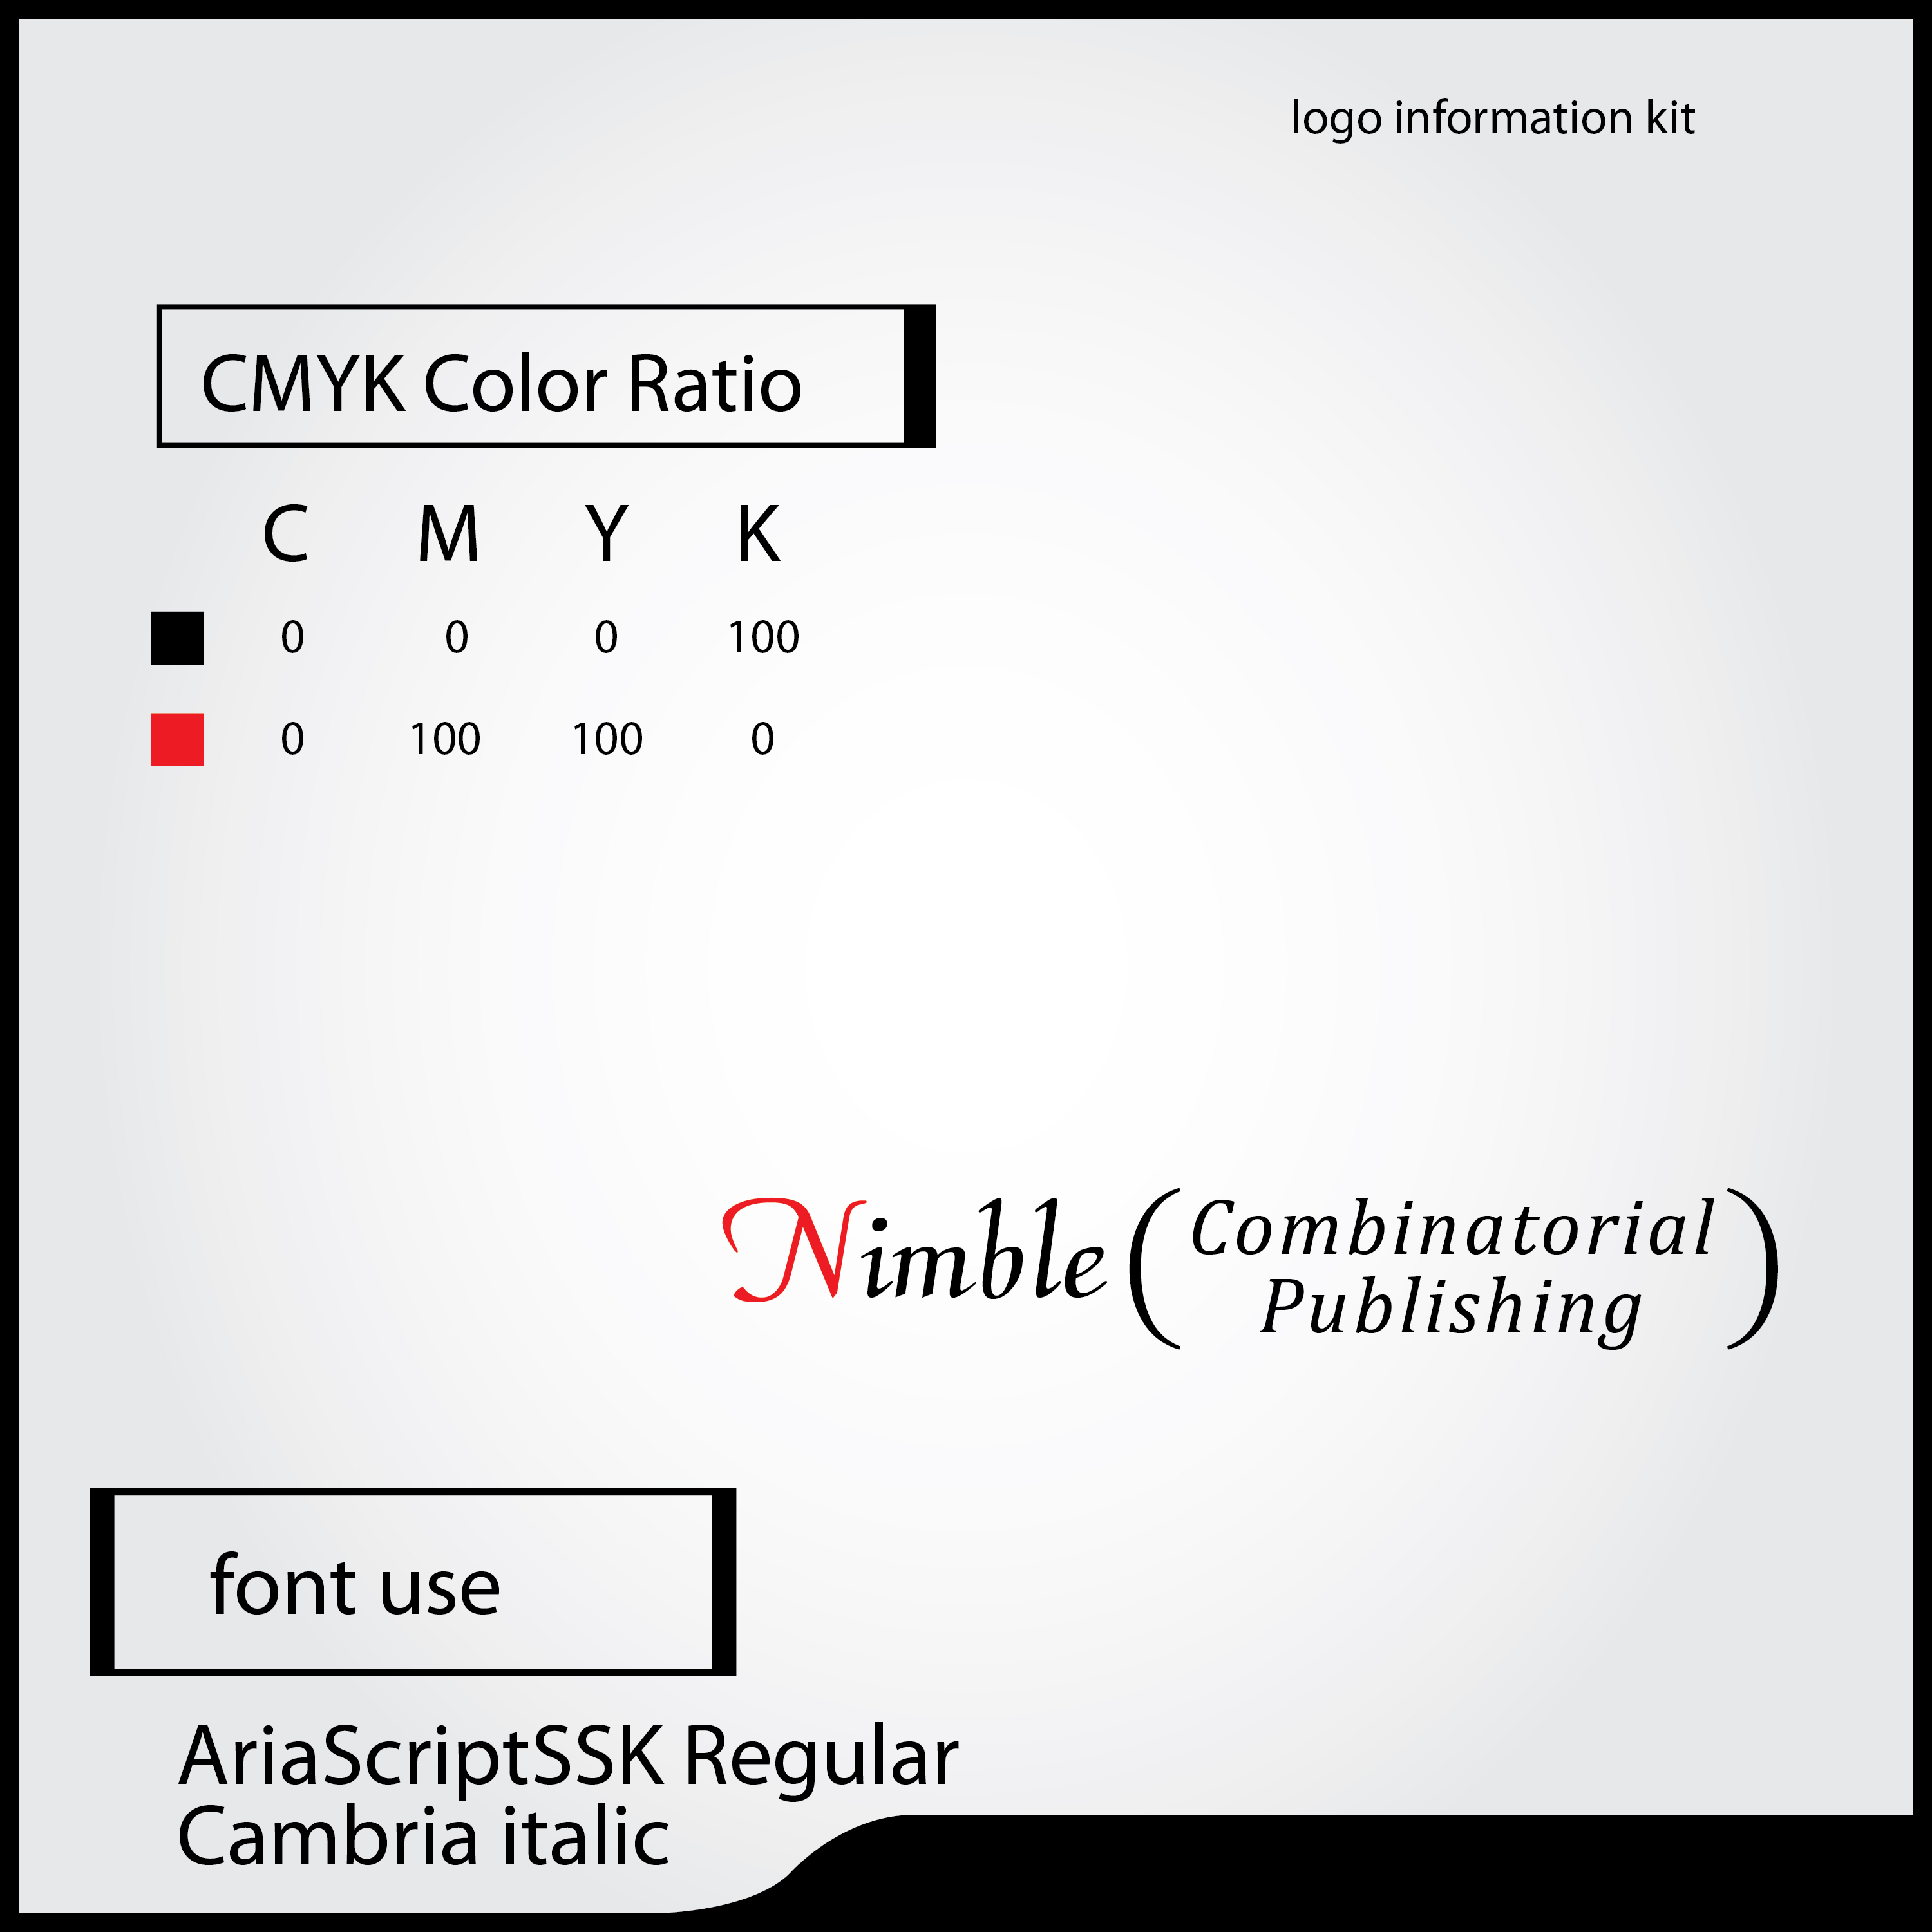 logo information kit
CMYK Color Ratio
C M Y K
0 0 0 100
0 100 100 0
Nimble (Combinatorial
Publishing)
font use
AriaScriptSSK Regular
Cambria italic